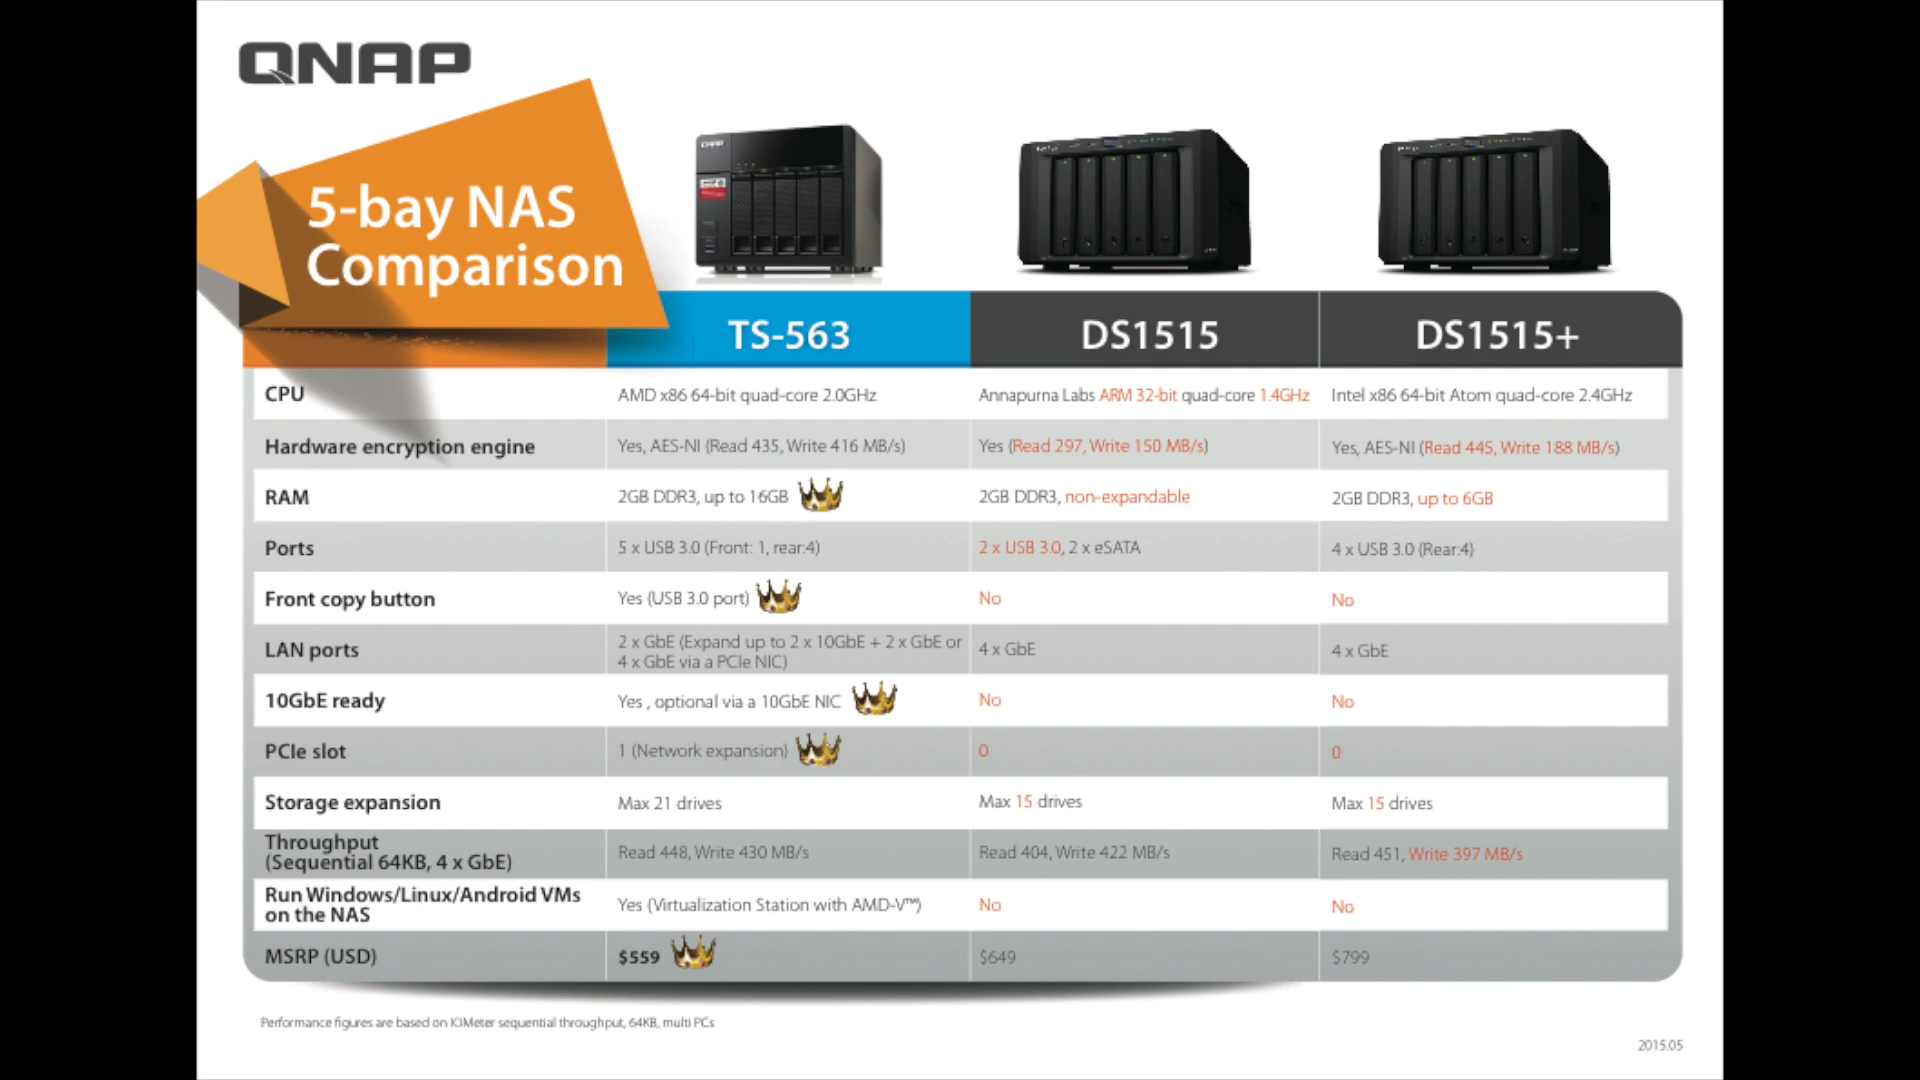 QNAP
5-bay NAS
Comparison
TS-563
DS1515
DS1515+
CPU
AMD x86 64-bit quad-core 2.0GHz
Annapurna Labs ARM 32-bit quad-core 1.4GHz
Intel x86 64-bit Atom quad-core 2.4GHz
Hardware encryption engine
Yes, AES-NI (Read 435, Write 416 MB/s)
Yes (Read 297, Write 150 MB/s)
Yes, AES-NI (Read 445, Write 188 MB/s)
RAM
2GB DDR3, up to 16GB
2GB DDR3, non-expandable
2GB DDR3, up to 6GB
Ports
5 x USB 3.0 (Front: 1, rear:4)
2 x USB 3.0, 2 x eSATA
4 x USB 3.0 (Rear:4)
Front copy button
Yes (USB 3.0 port)
No
No
LAN ports
2 x GbE (Expand up to 2 x 10GbE + 2 x GbE or
4 x GbE via a PCIe NIC)
4 x GbE
4 x GbE
10GbE ready
Yes , optional via a 10GbE NIC
No
No
PCIe slot
1 (Network expansion)
0
0
Storage expansion
Max 21 drives
Max 15 drives
Max 15 drives
Throughput
(Sequential 64KB, 4 x GbE)
Read 448, Write 430 MB/s
Read 404, Write 422 MB/s
Read 451, Write 397 MB/s
Run Windows/Linux/Android VMs
on the NAS
Yes (Virtualization Station with AMD-V™)
No
No
MSRP (USD)
$559
$649
$799
Performance figures are based on IOMeter sequential throughput, 64KB, multi PCs
2015.05